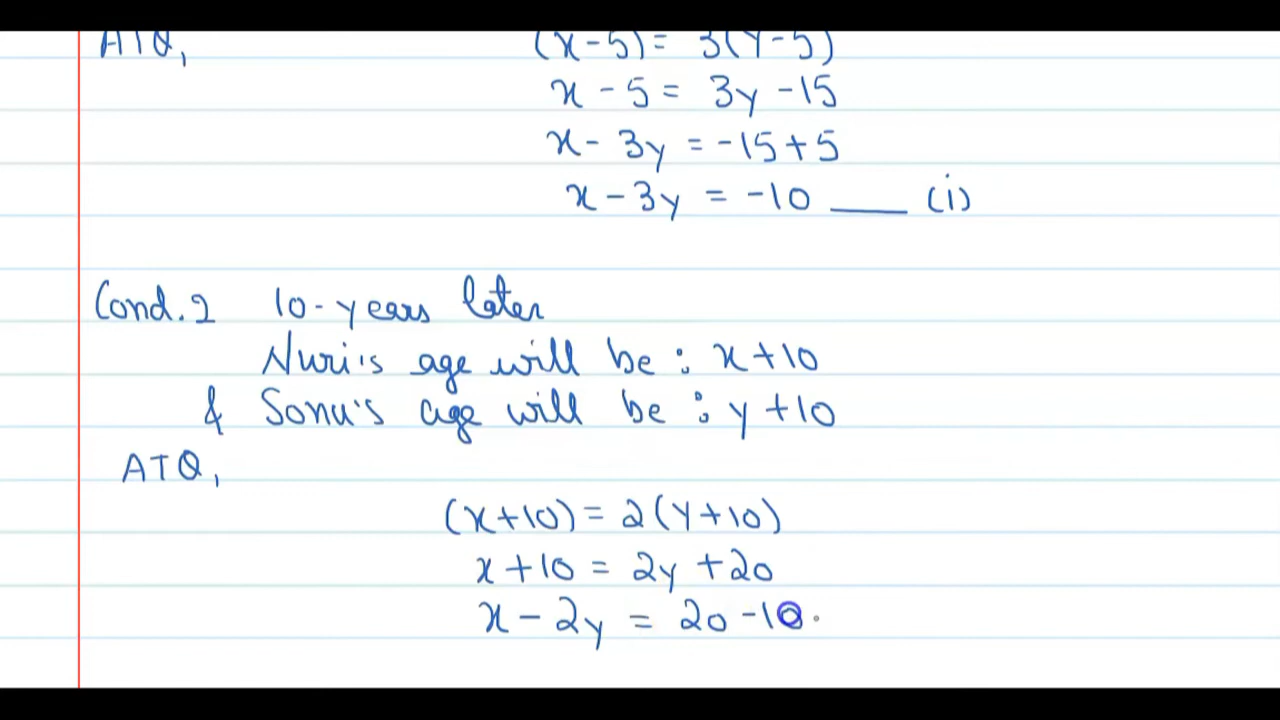 ATQ, (x-5) = 3(y-5)
x - 5 = 3y - 15
x - 3y = -15 + 5
x - 3y = -10 ____ (i)
Cond. 2 10-years later
Nuri's age will be : x + 10
& Sonu's age will be : y + 10
ATQ,
(x+10) = 2(y+10)
x + 10 = 2y + 20
x - 2y = 20 - 10